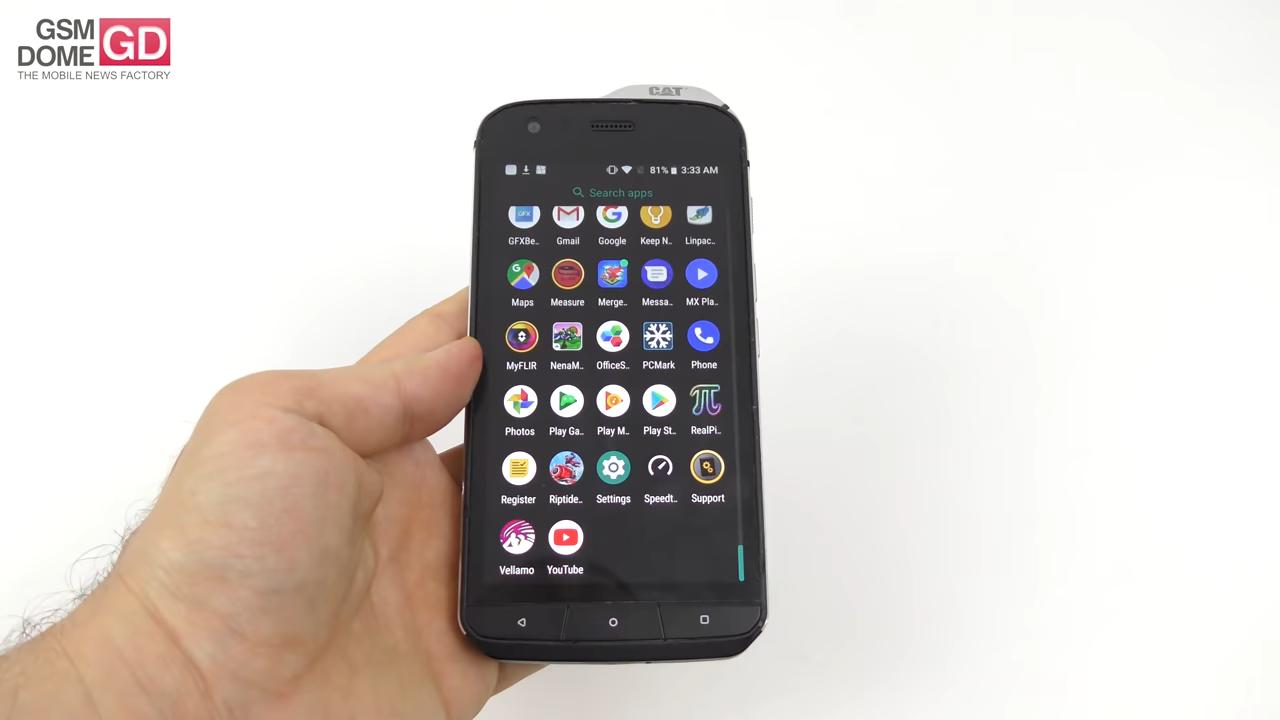 GSM
DOME GD
THE MOBILE NEWS FACTORY
CAT
81% 3:33 AM
Search apps
GFX
GFXBe.. Gmail Google Keep N.. Linpac..
Maps Measure Merge.. Messa.. MX Pla..
MyFLIR NenaM.. OfficeS.. PCMark Phone
Photos Play Ga.. Play M.. Play St.. RealPi..
Register Riptide.. Settings Speedt.. Support
Vellamo YouTube